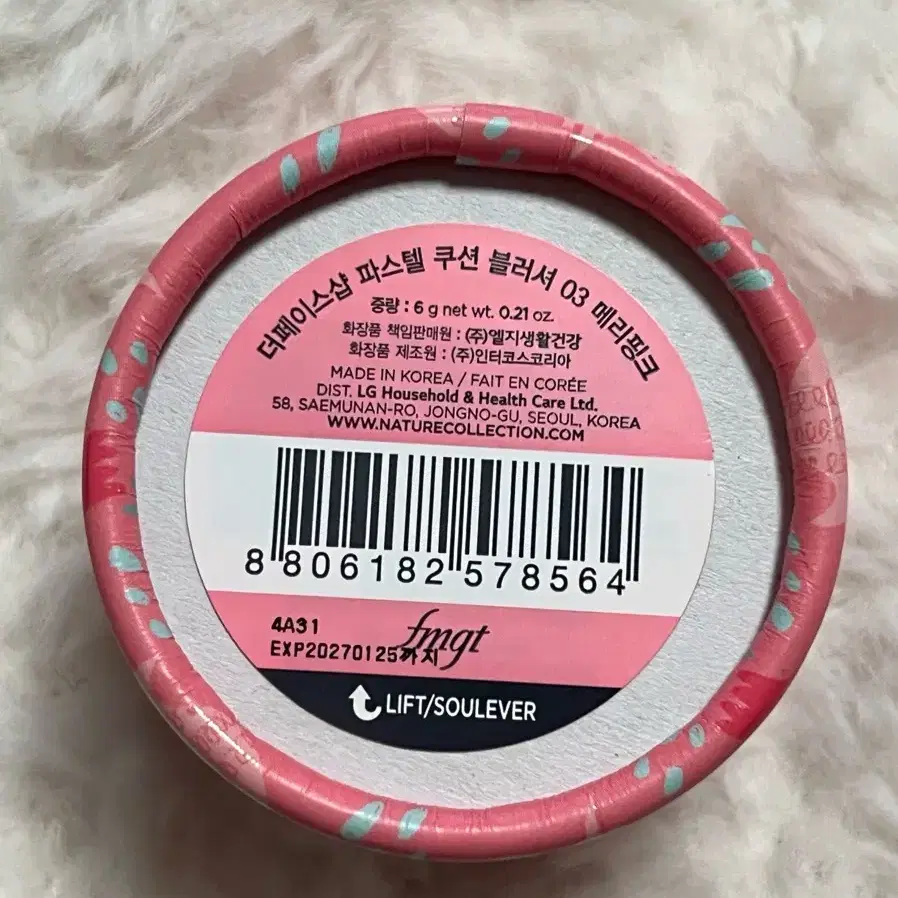 더페이스샵 파스텔 쿠션 블러셔 03 메리핑크
중량 : 6 g net wt. 0.21 oz.
화장품 책임판매원 : (주)엘지생활건강
화장품 제조원 : (주)인터코스코리아
MADE IN KOREA / FAIT EN CORÉE
DIST. LG Household & Health Care Ltd.
58, SAEMUNAN-RO, JONGNO-GU, SEOUL, KOREA
WWW.NATURECOLLECTION.COM
8 806182 578564
4A31
fmgt
EXP20270125까지
LIFT/SOULEVER